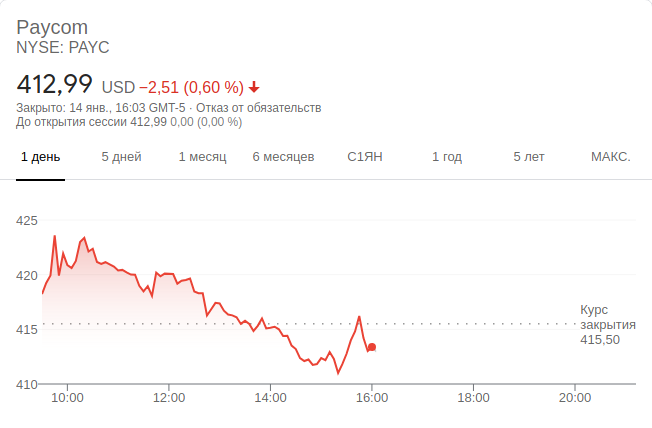 Paycom
NYSE: PAYC
412,99 USD −2,51 (0,60 %)
Закрыто: 14 янв., 16:03 GMT-5 · Отказ от обязательств
До открытия сессии 412,99 0,00 (0,00 %)
1 день 5 дней 1 месяц 6 месяцев С1ЯН 1 год 5 лет МАКС.
425
420
415
410
Курс
закрытия
415,50
10:00 12:00 14:00 16:00 18:00 20:00